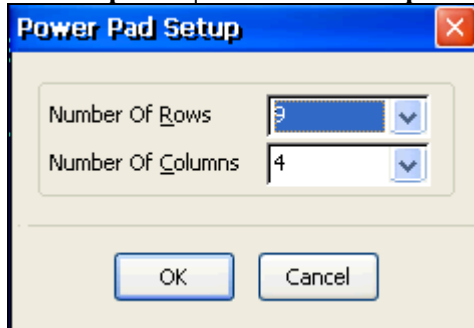 Power Pad Setup
Number Of Rows 9
Number Of Columns 4
OK Cancel